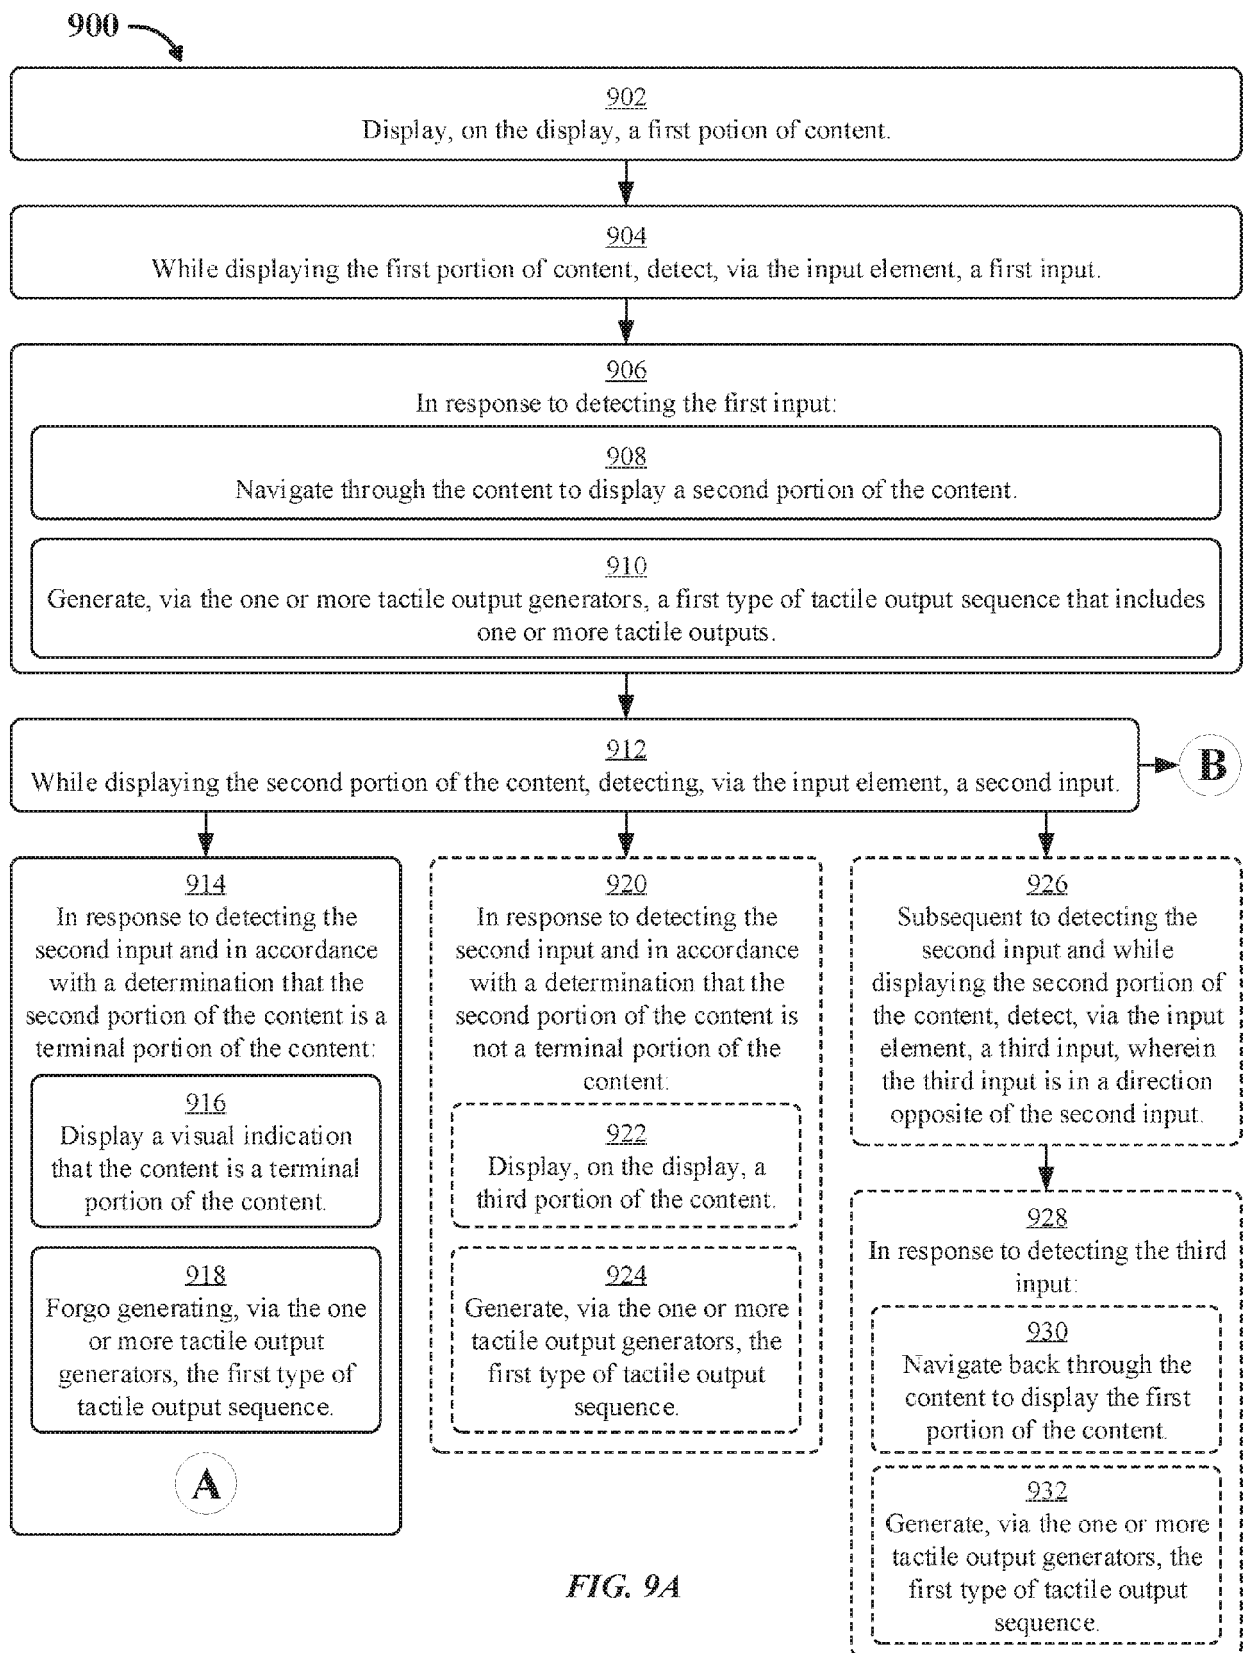 900
902
Display, on the display, a first potion of content.
904
While displaying the first portion of content, detect, via the input element, a first input.
906
In response to detecting the first input:
908
Navigate through the content to display a second portion of the content.
910
Generate, via the one or more tactile output generators, a first type of tactile output sequence that includes
one or more tactile outputs.
912
While displaying the second portion of the content, detecting, via the input element, a second input.
B
914
In response to detecting the
second input and in accordance
with a determination that the
second portion of the content is a
terminal portion of the content:
916
Display a visual indication
that the content is a terminal
portion of the content.
918
Forgo generating, via the one
or more tactile output
generators, the first type of
tactile output sequence.
A
920
In response to detecting the
second input and in accordance
with a determination that the
second portion of the content is
not a terminal portion of the
content:
922
Display, on the display, a
third portion of the content.
924
Generate, via the one or more
tactile output generators, the
first type of tactile output
sequence.
926
Subsequent to detecting the
second input and while
displaying the second portion of
the content, detect, via the input
element, a third input, wherein
the third input is in a direction
opposite of the second input.
928
In response to detecting the third
input:
930
Navigate back through the
content to display the first
portion of the content.
932
Generate, via the one or more
tactile output generators, the
first type of tactile output
sequence.
FIG. 9A